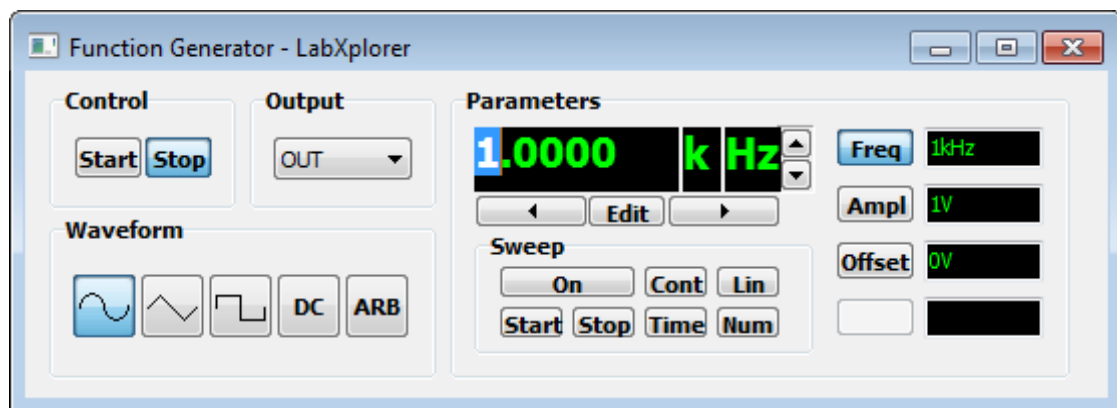 Function Generator - LabXplorer
Control
Start Stop
Output
OUT
Waveform
DC ARB
Parameters
1.0000 k Hz
Edit
Sweep
On Cont Lin
Start Stop Time Num
Freq 1kHz
Ampl 1V
Offset 0V